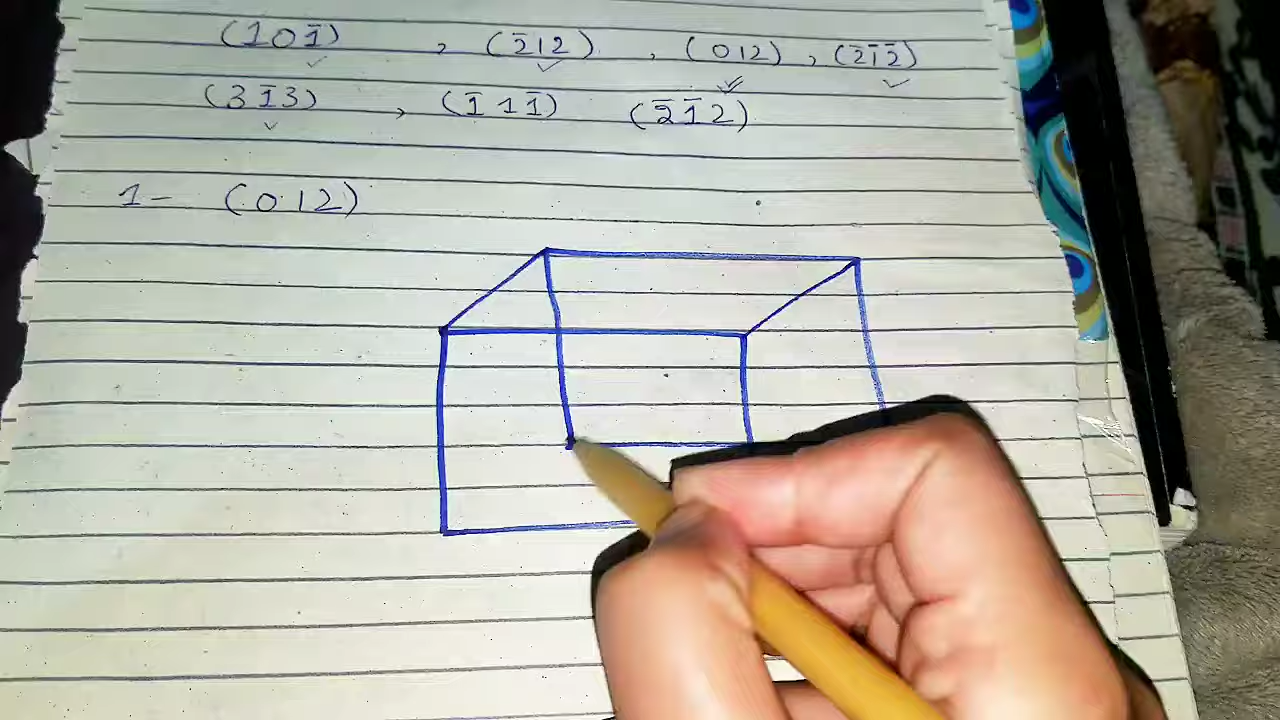 (1 0 1̄) , (2̄ 1 2) , (0 1 2) , (2̄ 1̄ 2̄)
(3 1̄ 3) , (1̄ 1 1̄) (2̄ 1̄ 2)
1 - (0 1 2)